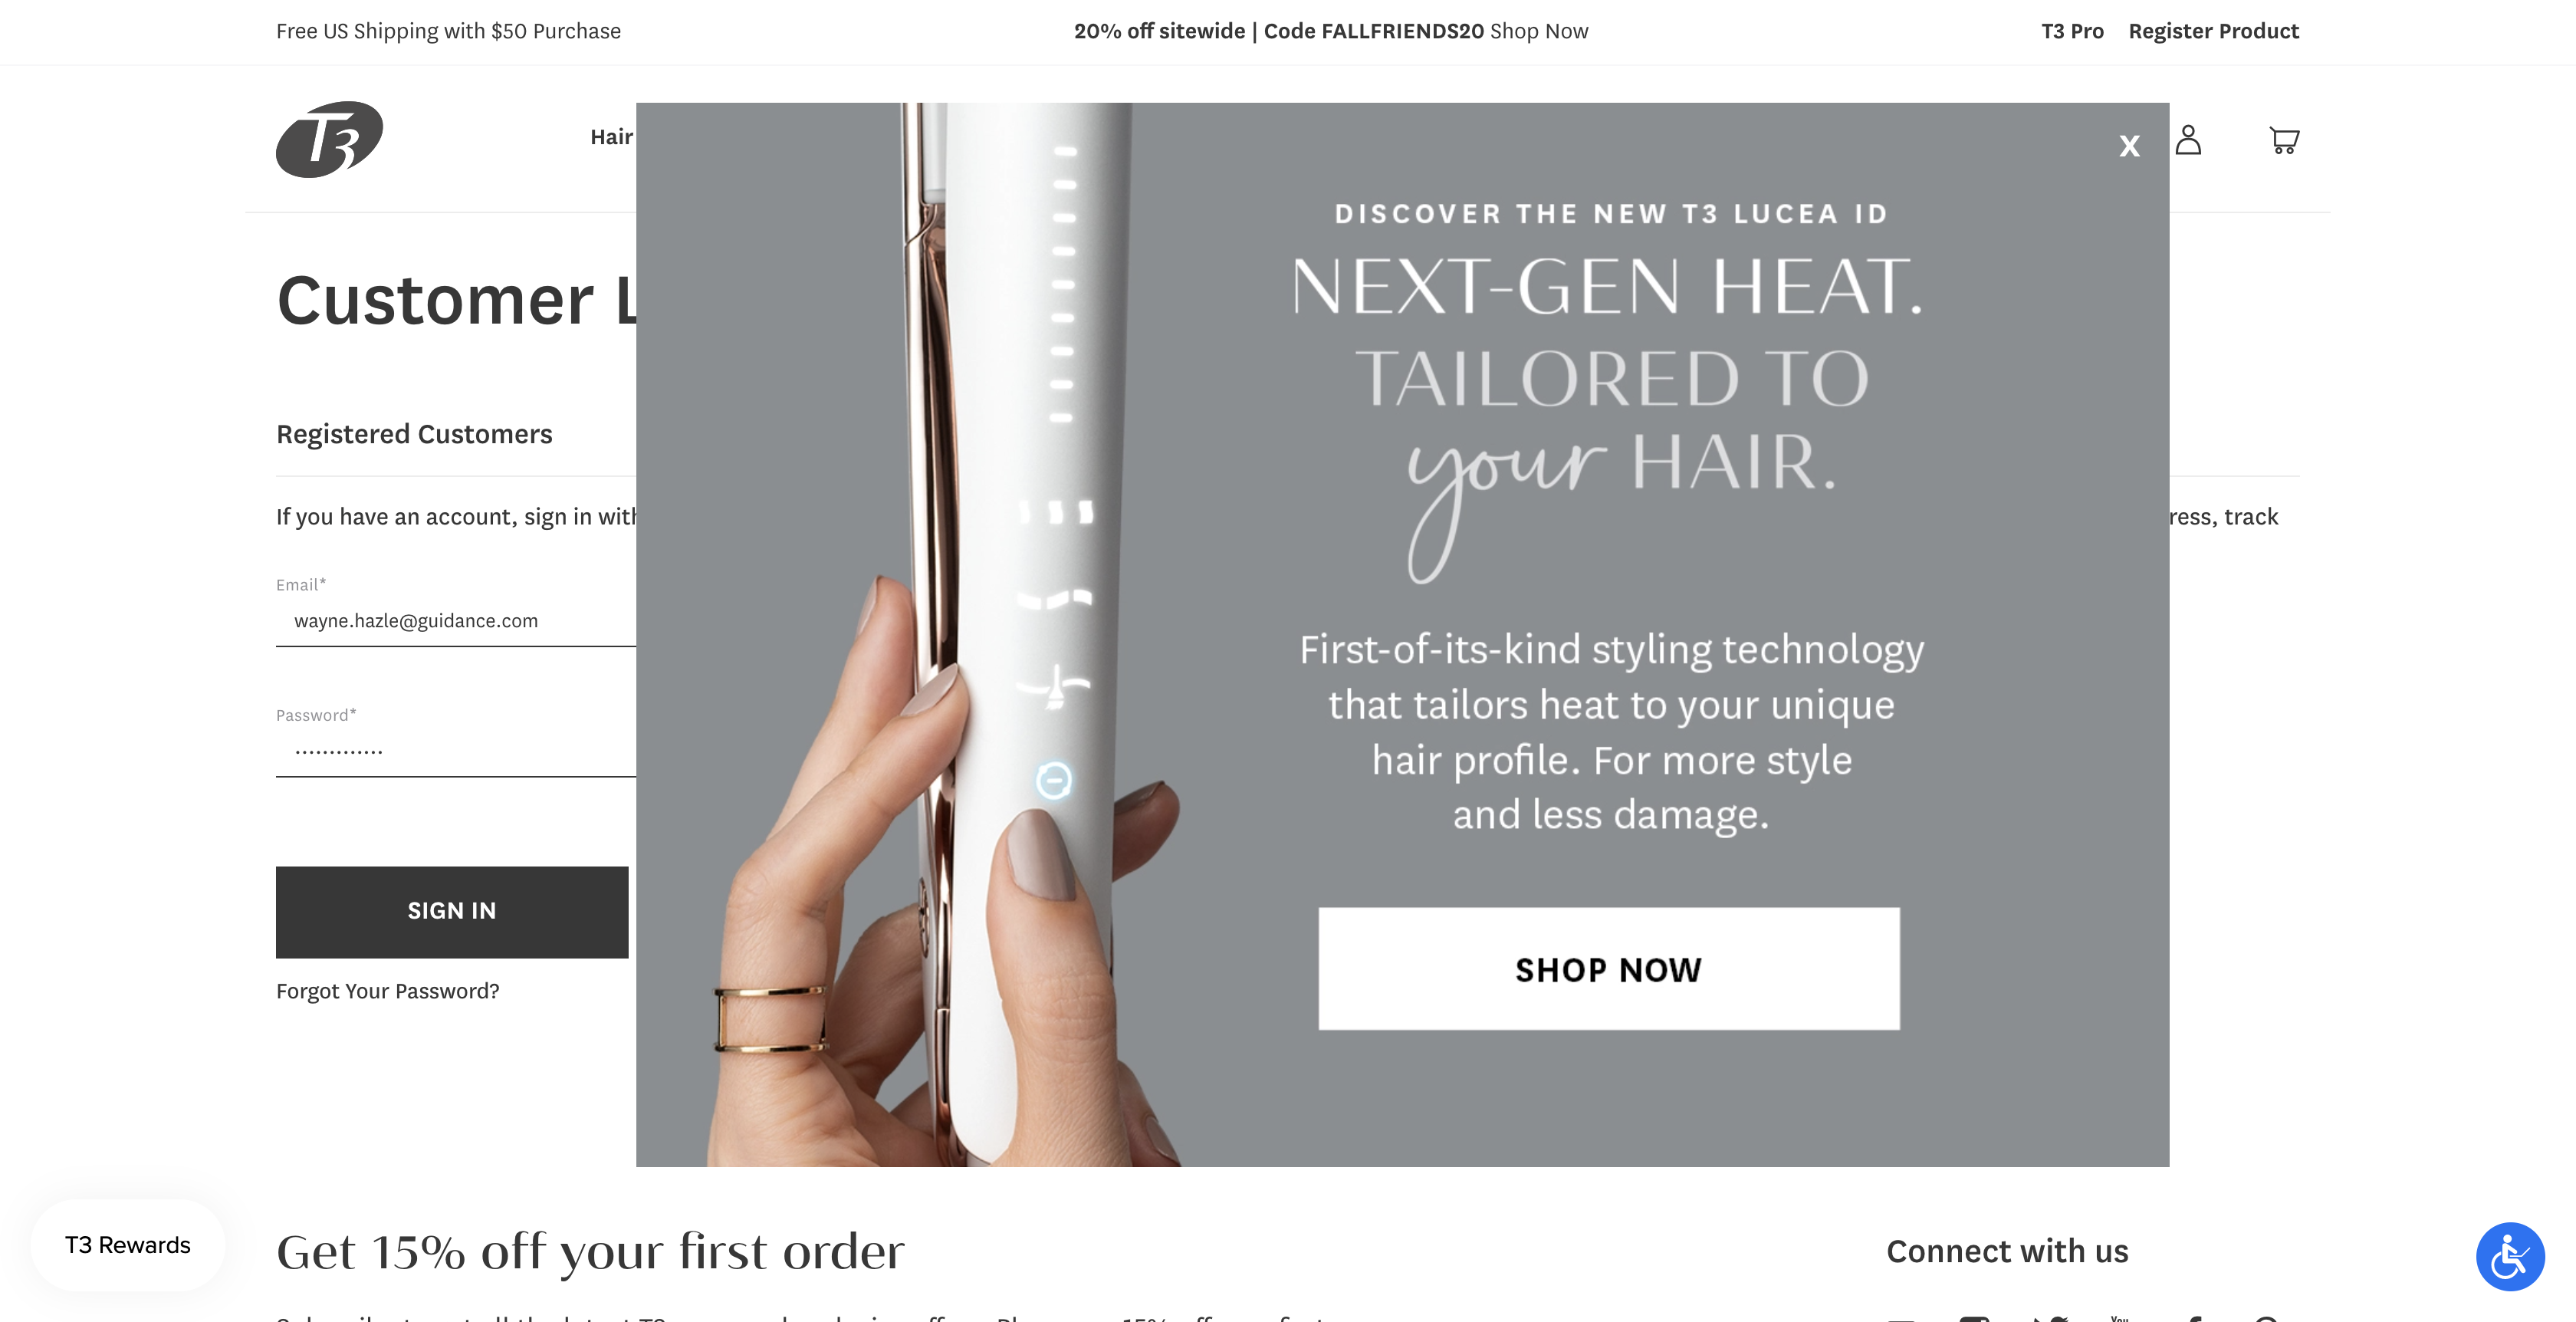 Free US Shipping with $50 Purchase
20% off sitewide | Code FALLFRIENDS20 Shop Now
T3 Pro Register Product
T3
Hair
X
DISCOVER THE NEW T3 LUCEA ID
NEXT-GEN HEAT.
TAILORED TO
your HAIR.
First-of-its-kind styling technology
that tailors heat to your unique
hair profile. For more style
and less damage.
SHOP NOW
Customer L
Registered Customers
If you have an account, sign in with
ress, track
Email*
wayne.hazle@guidance.com
Password*
.............
SIGN IN
Forgot Your Password?
T3 Rewards
Get 15% off your first order
Connect with us